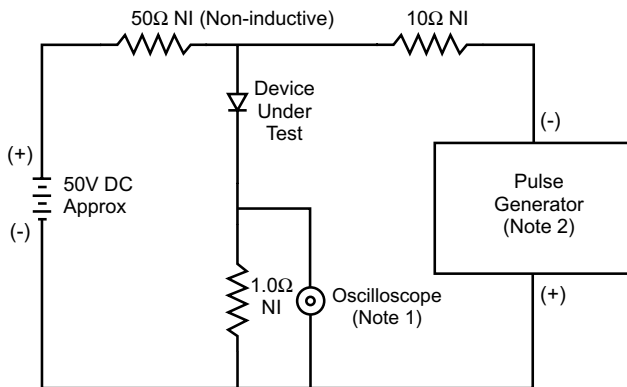 50Ω NI (Non-inductive)
10Ω NI
Device
Under
Test
(-)
(+)
50V DC
Approx
(-)
Pulse
Generator
(Note 2)
1.0Ω
NI
Oscilloscope
(Note 1)
(+)